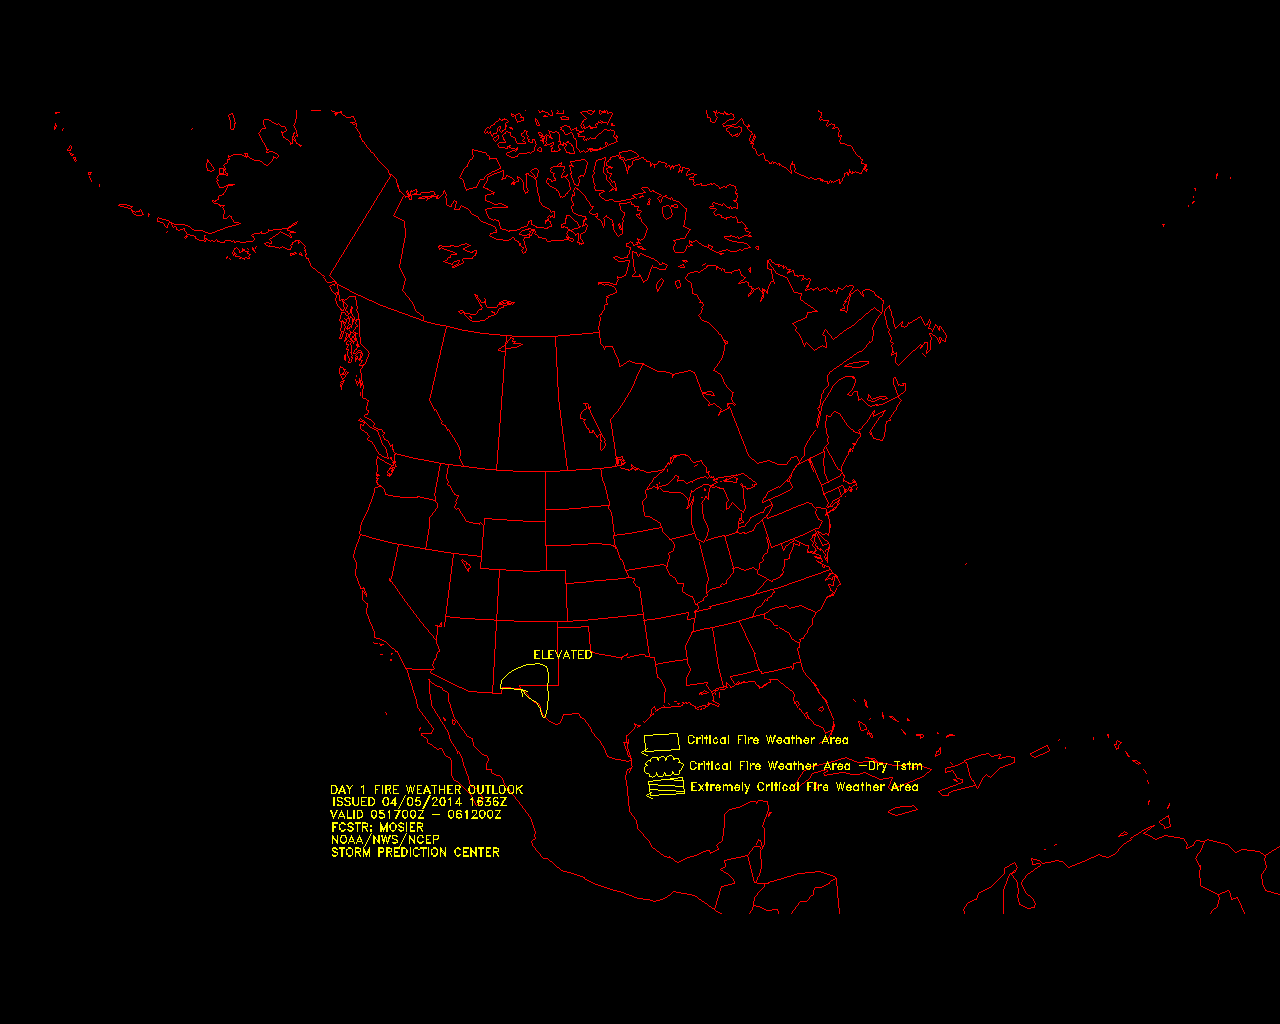 ELEVATED
Critical Fire Weather Area
Critical Fire Weather Area -Dry Tstm
Extremely Critical Fire Weather Area
DAY 1 FIRE WEATHER OUTLOOK
ISSUED 04/05/2014 1636Z
VALID 051700Z - 061200Z
FCSTR: MOSIER
NOAA/NWS/NCEP
STORM PREDICTION CENTER